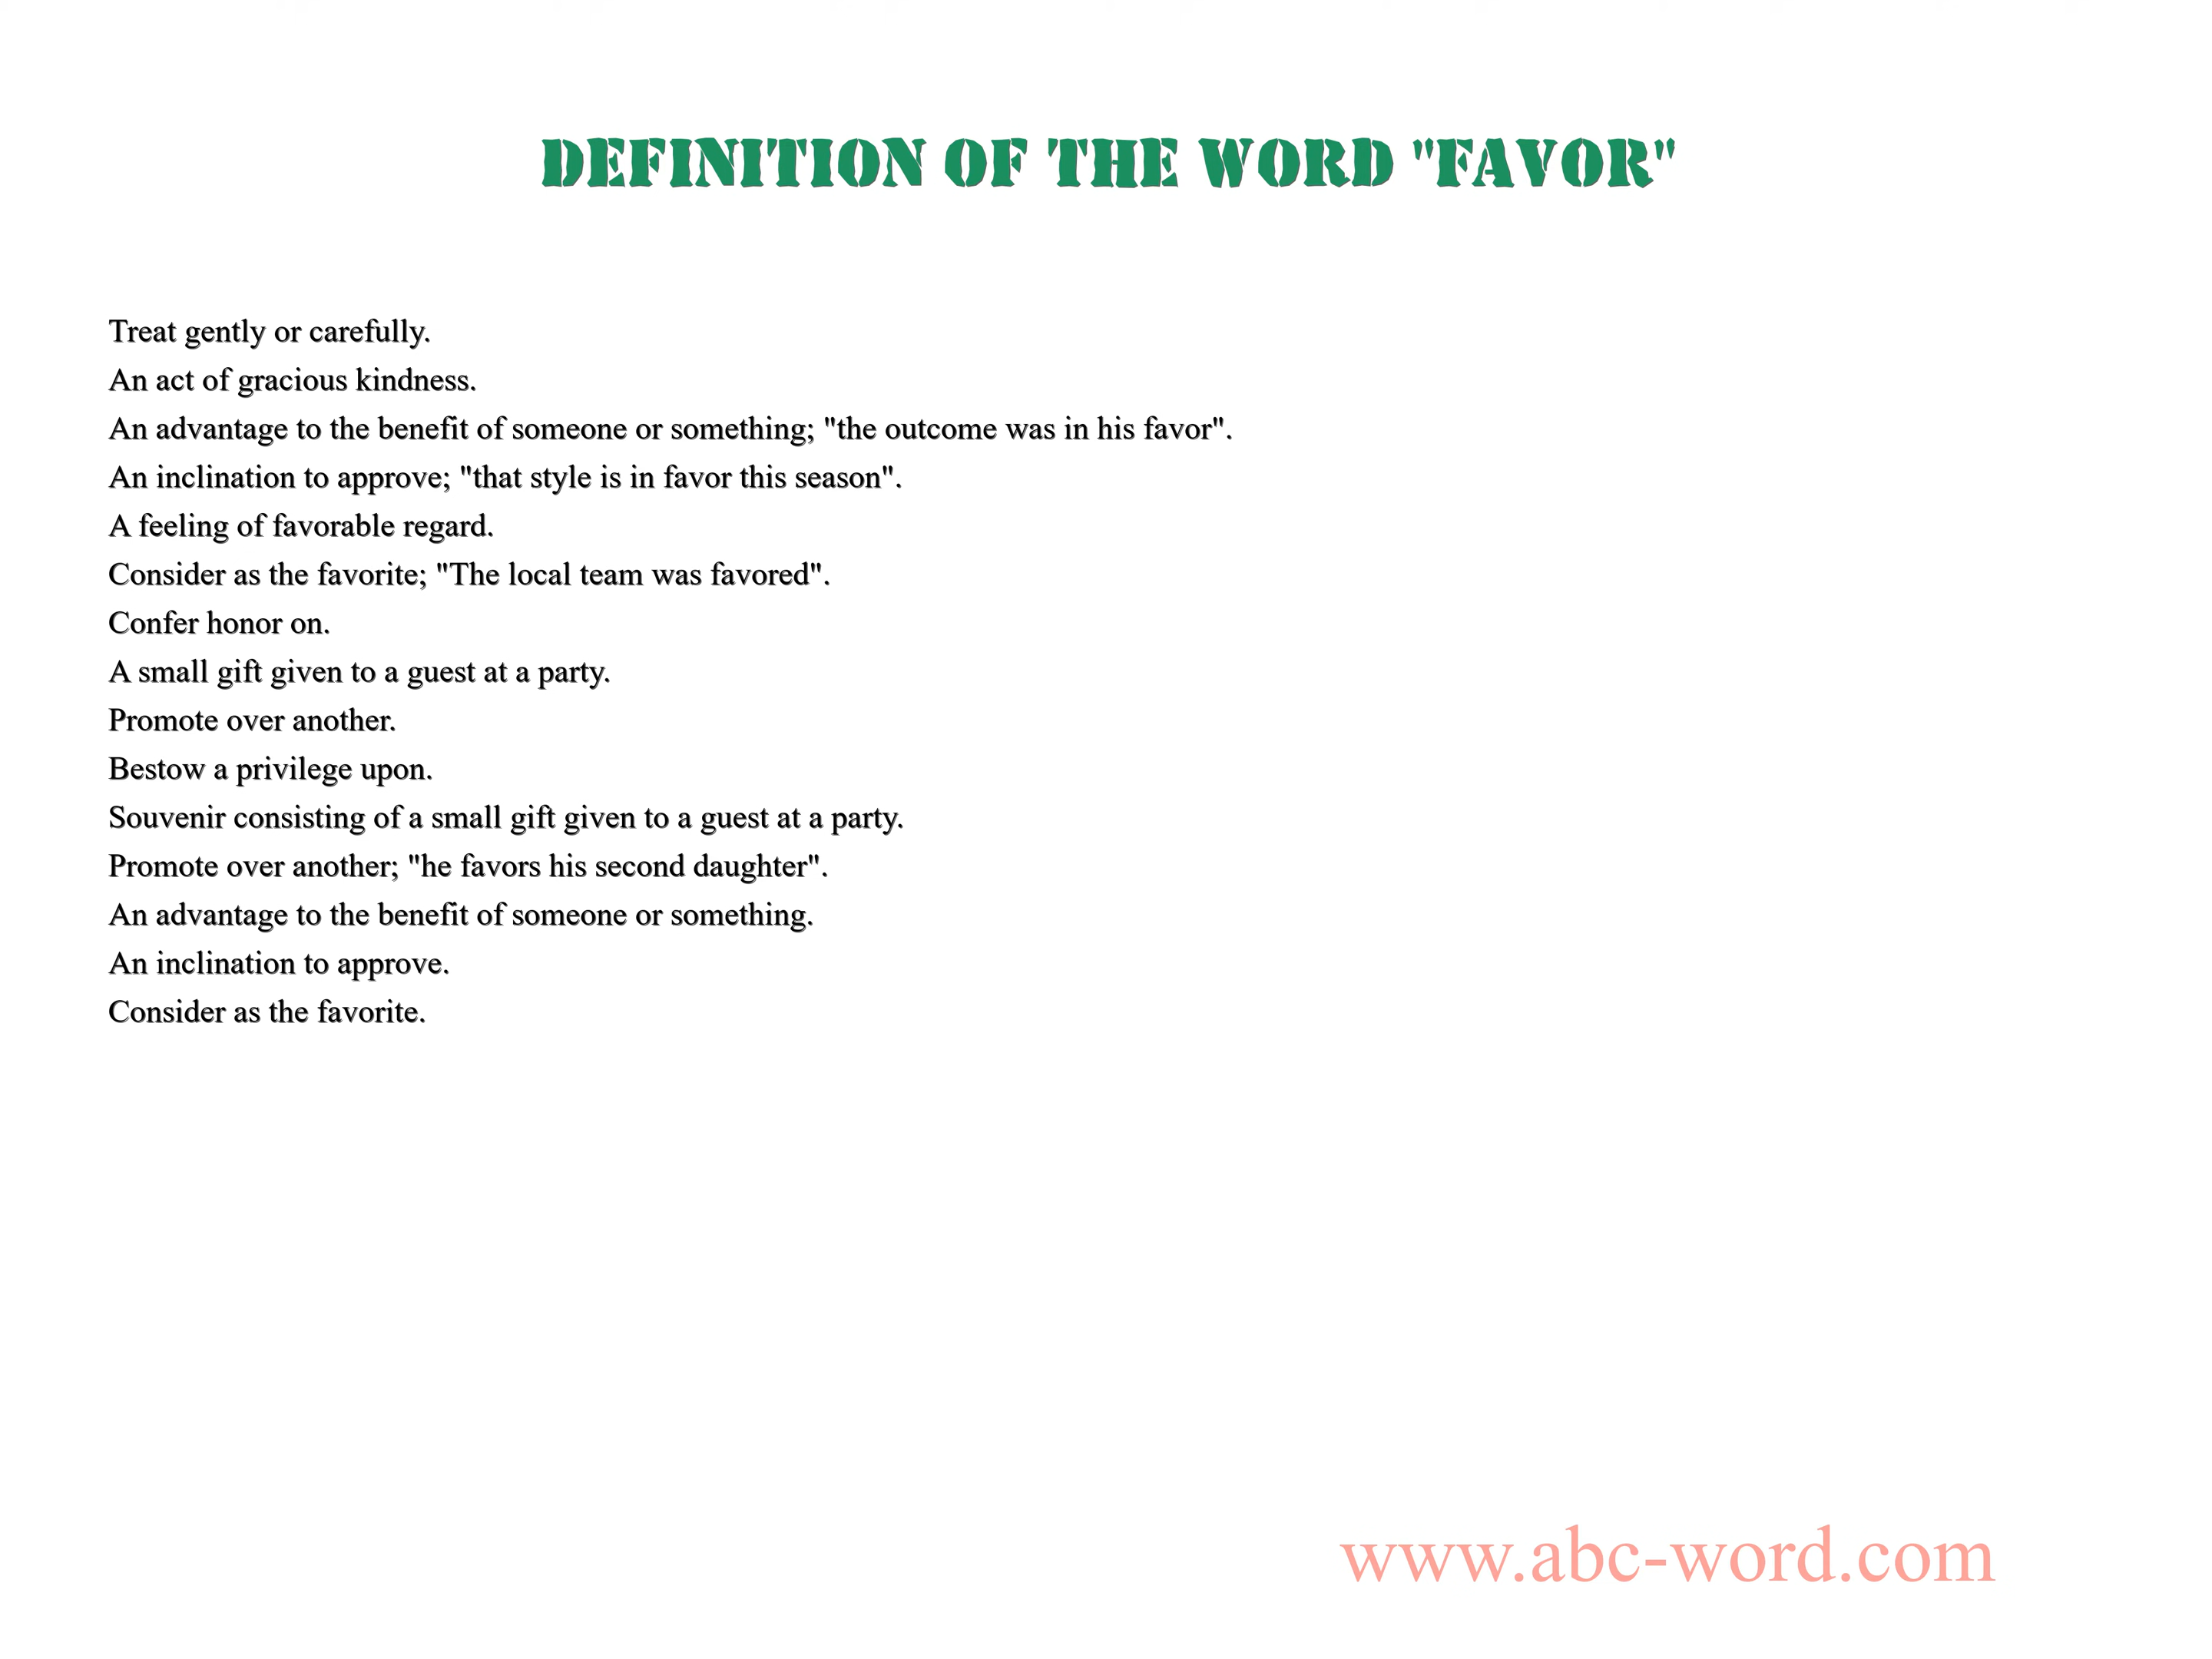 DEFINITION OF THE WORD "FAVOR"
Treat gently or carefully.
An act of gracious kindness.
An advantage to the benefit of someone or something; "the outcome was in his favor".
An inclination to approve; "that style is in favor this season".
A feeling of favorable regard.
Consider as the favorite; "The local team was favored".
Confer honor on.
A small gift given to a guest at a party.
Promote over another.
Bestow a privilege upon.
Souvenir consisting of a small gift given to a guest at a party.
Promote over another; "he favors his second daughter".
An advantage to the benefit of someone or something.
An inclination to approve.
Consider as the favorite.
www.abc-word.com